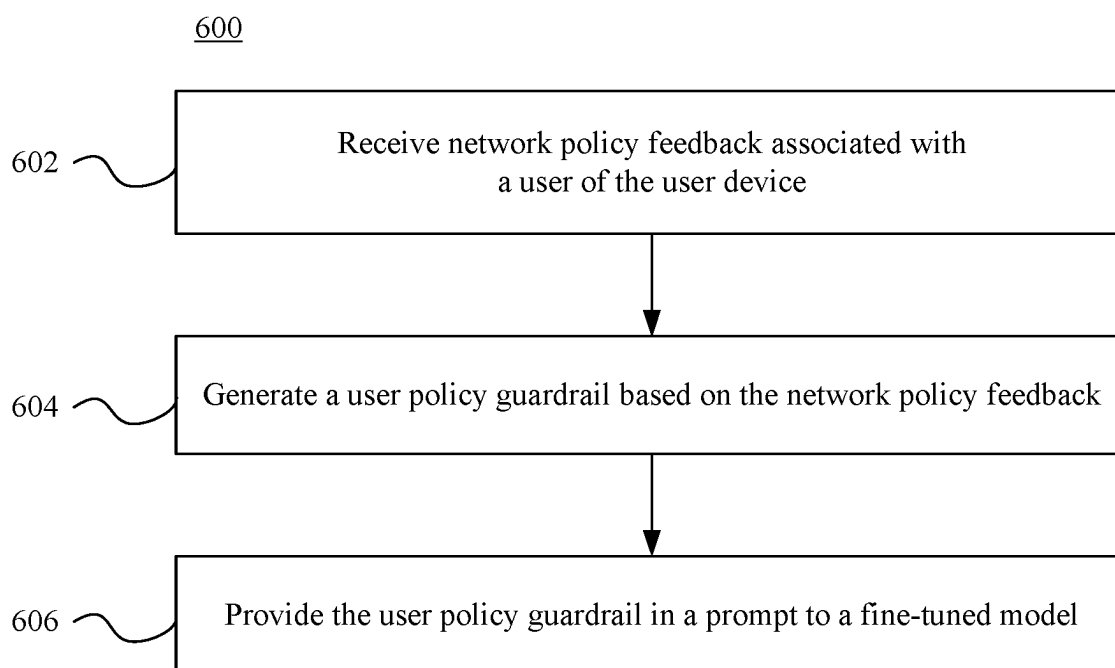 600
602
Receive network policy feedback associated with
a user of the user device
604
Generate a user policy guardrail based on the network policy feedback
606
Provide the user policy guardrail in a prompt to a fine-tuned model